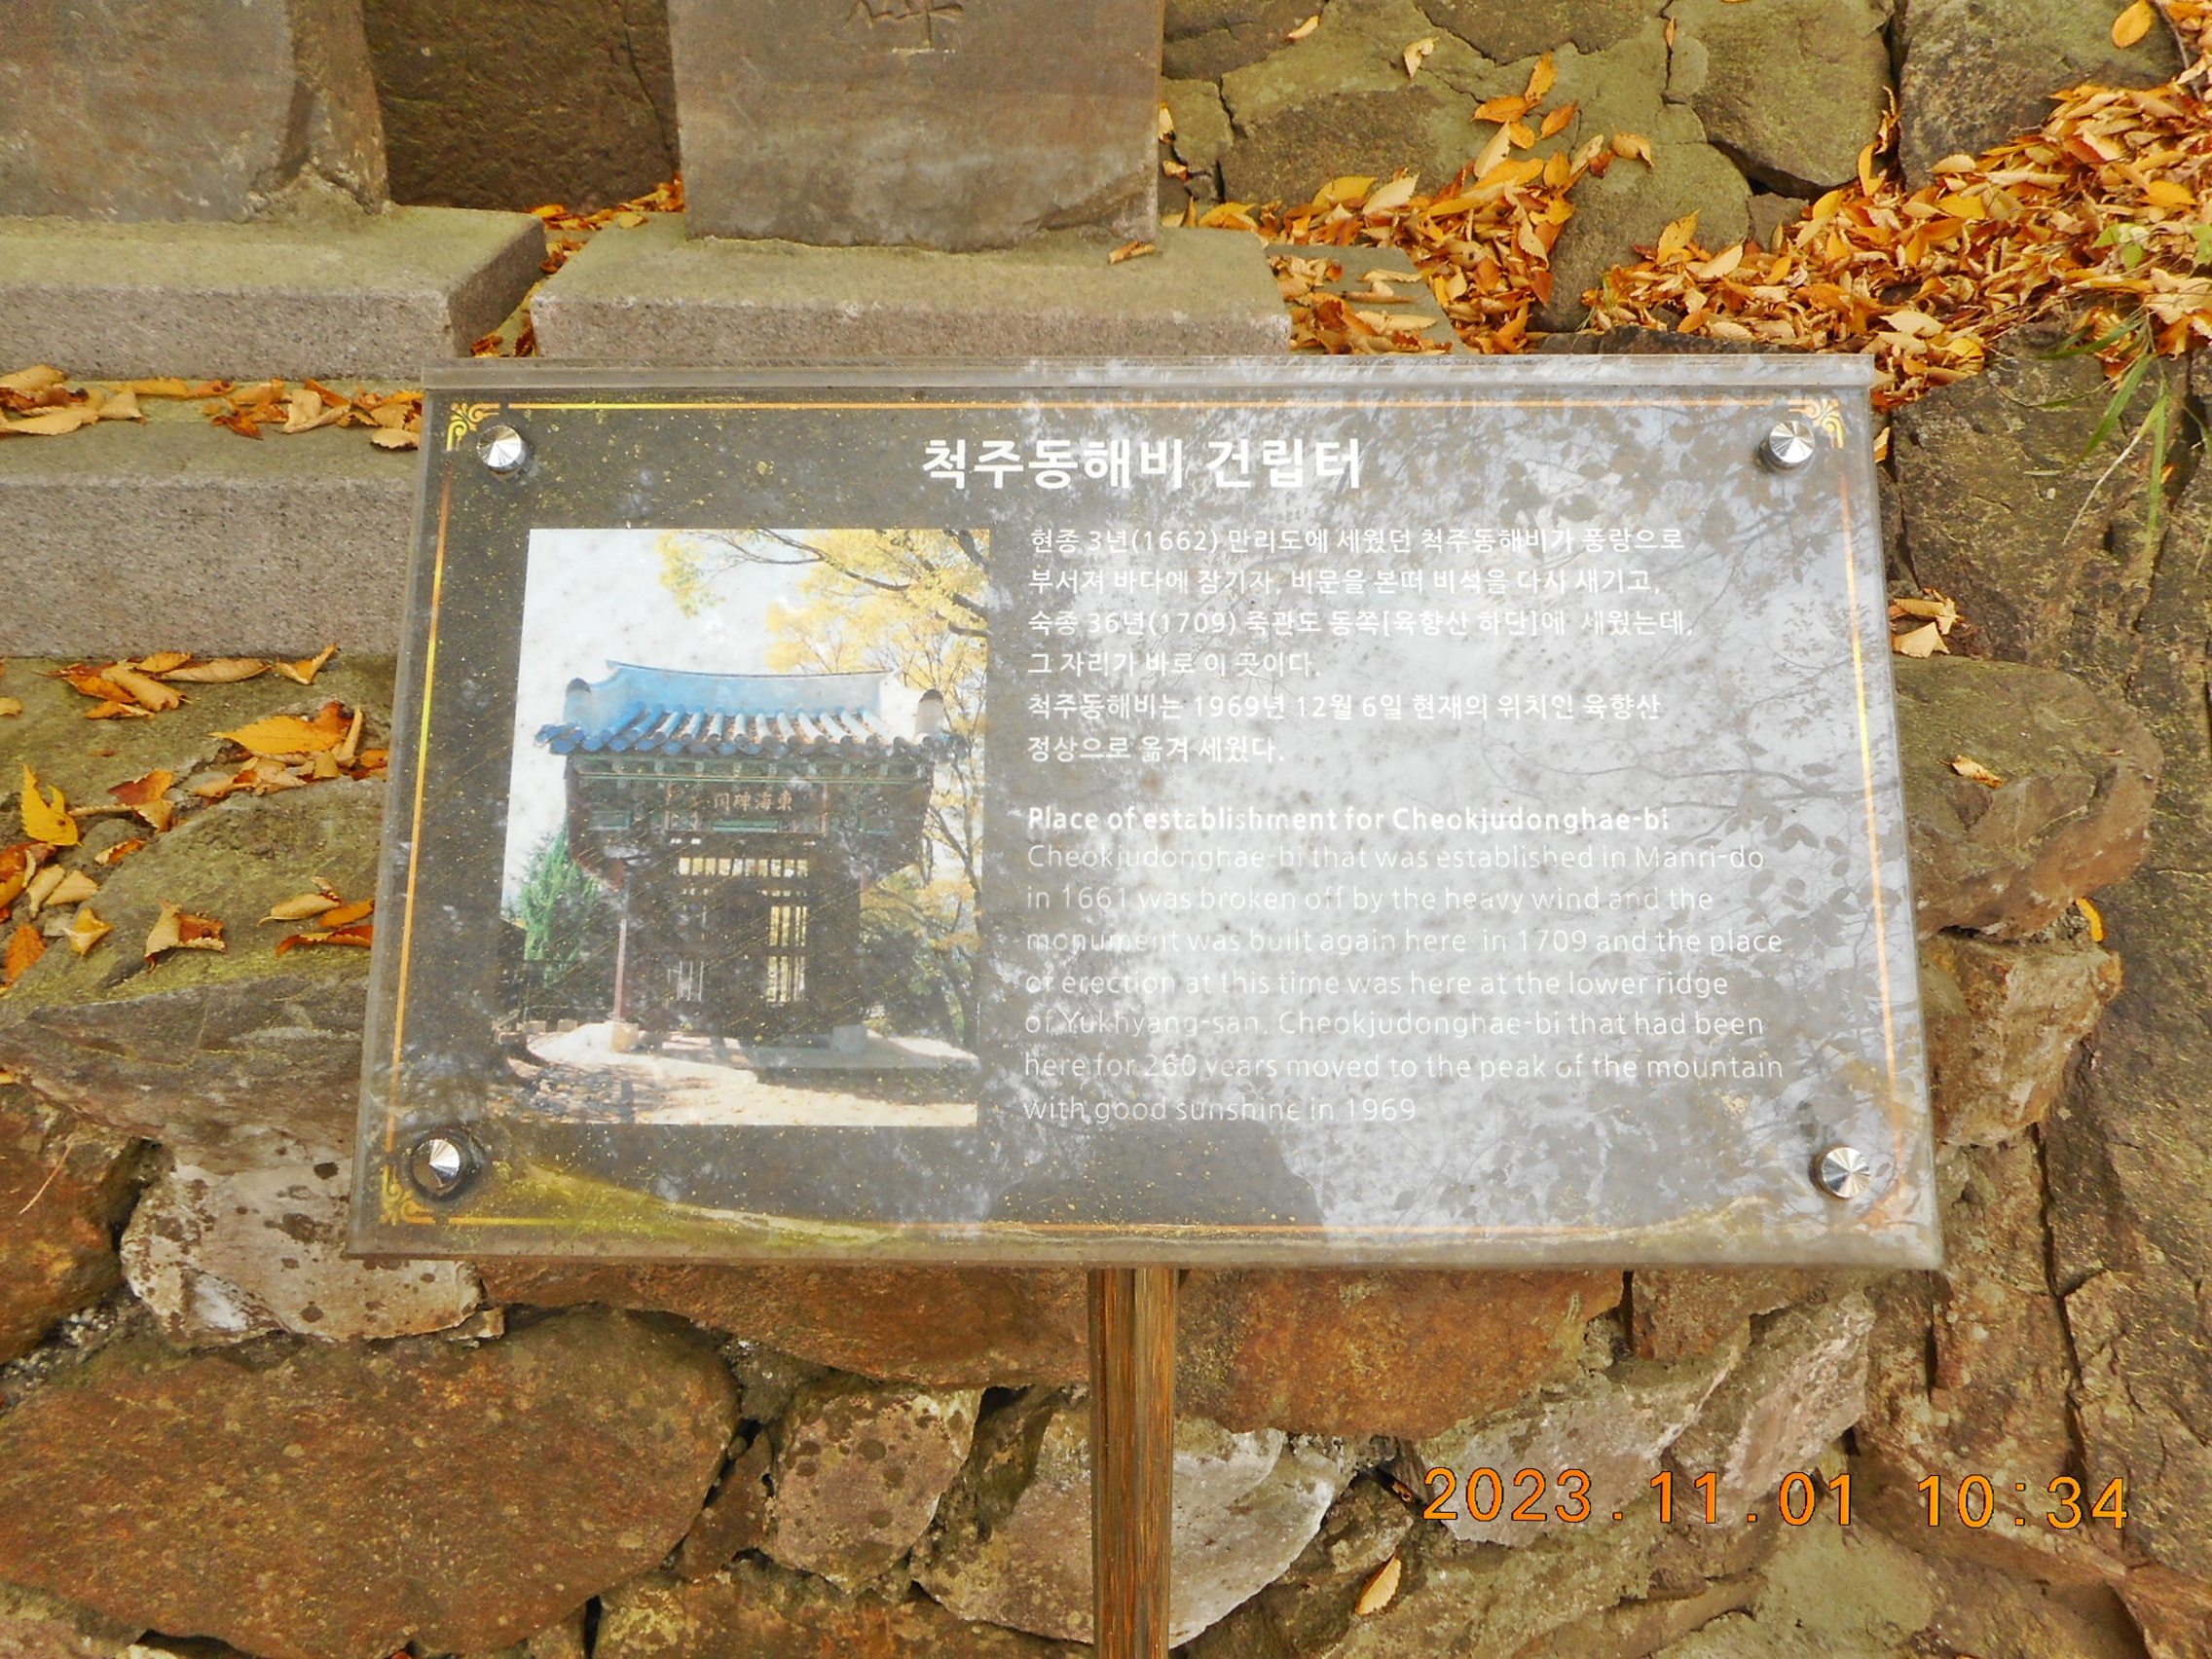 척주동해비 건립터
현종 3년(1662) 만리도에 세웠던 척주동해비가 풍랑으로
부서져 바다에 잠기자, 비문을 본떠 비석을 다시 새기고,
숙종 36년(1709) 죽관도 동쪽[육향산 하단]에 세웠는데,
그 자리가 바로 이 곳이다.
척주동해비는 1969년 12월 6일 현재의 위치인 육향산
정상으로 옮겨 세웠다.
東海碑閣
Place of establishment for Cheokjudonghae-bi
Cheokjudonghae-bi that was established in Manri-do
in 1661 was broken off by the heavy wind and the
monument was built again here in 1709 and the place
of erection at this time was here at the lower ridge
of Yukhyang-san. Cheokjudonghae-bi that had been
here for 260 years moved to the peak of the mountain
with good sunshine in 1969
2023.11.01 10:34